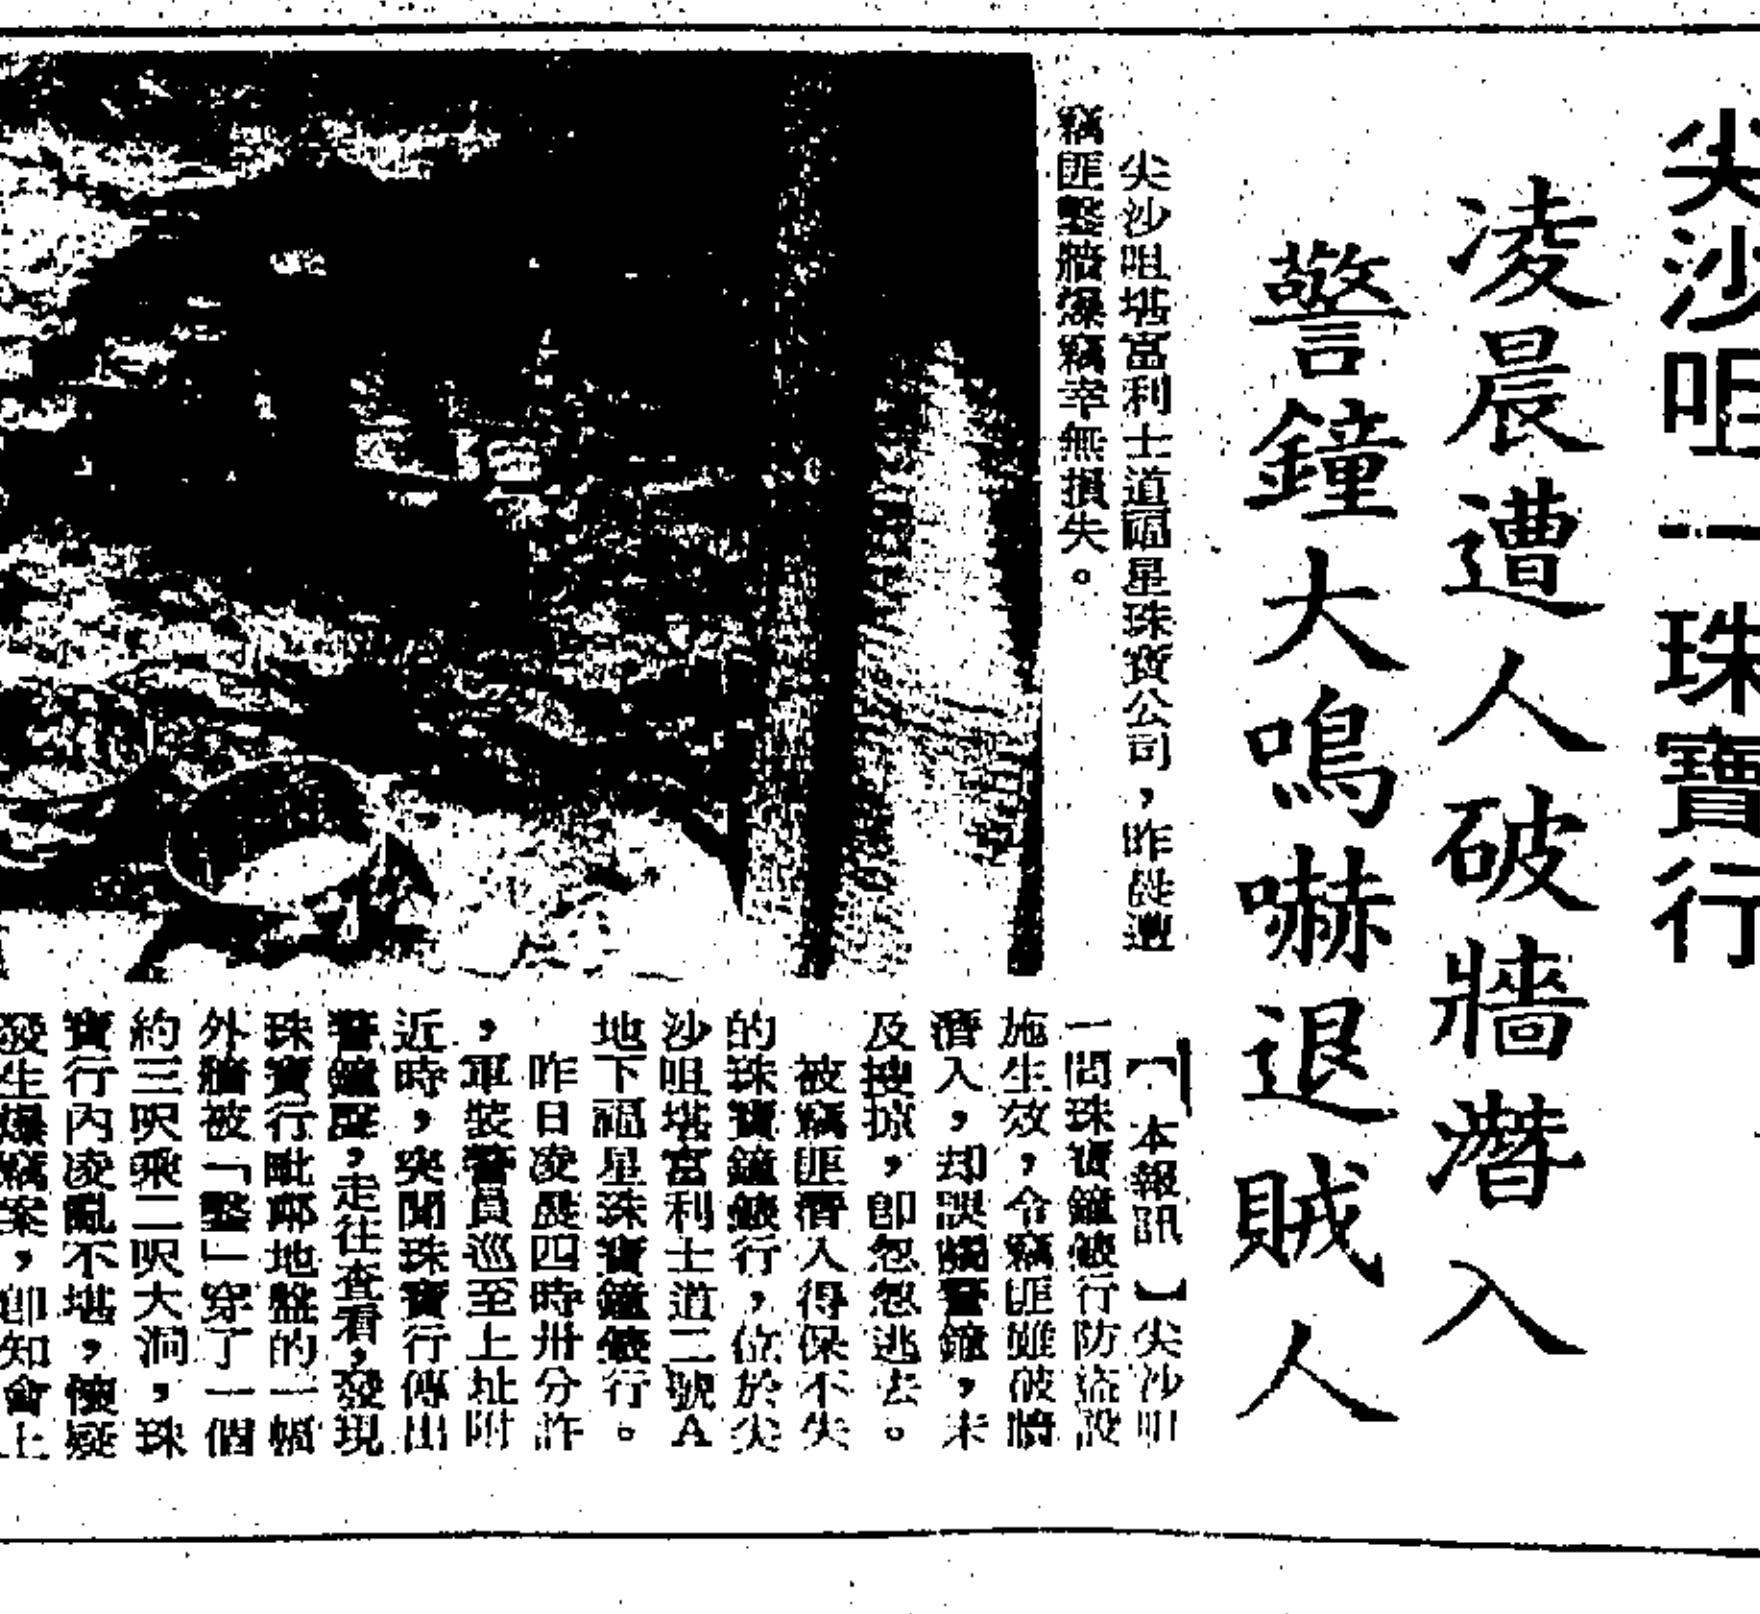 尖沙咀一珠寶行
凌晨遭人破牆潛入
警鐘大鳴嚇退賊人
尖沙咀堪富利士道福星珠寶公司，昨晨遭
竊匪鑿牆爆竊幸無損失。
【本報訊】尖沙咀
一間珠寶鐘錶行防盜設
施生效，令竊匪雖破牆
潛入，却誤觸警鐘，未
及搜掠，即忽忽逃去。
被竊匪潛入得保不失
的珠寶鐘錶行，位於尖
沙咀堪富利士道二號A
地下福星珠寶鐘錶行。
昨日凌晨四時卅分許
，軍裝警員巡至上址附
近時，突聞珠寶行傳出
警鐘聲，走往查看，發現
珠寶行毗鄰地盤的一幅
外牆被「鑿」穿了一個
約三呎乘二呎大洞，珠
寶行內凌亂不堪，懷疑
發生爆竊案，即知會上